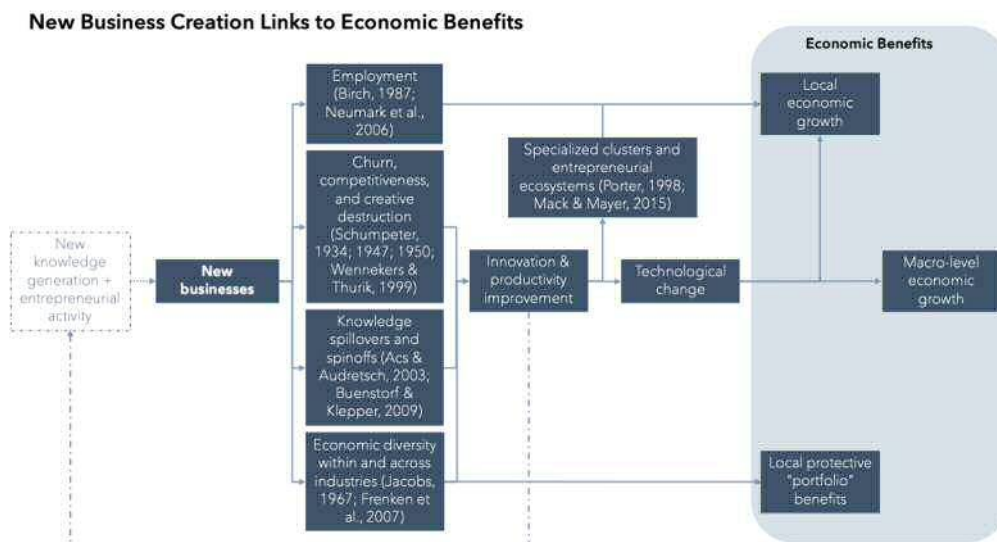 New Business Creation Links to Economic Benefits
Economic Benefits
Employment
(Birch, 1987;
Neumark et al.,
2006)
Local
economic
growth
Specialized clusters and
entrepreneurial
ecosystems (Porter, 1998;
Mack & Mayer, 2015)
Churn,
competitiveness,
and creative
destruction
(Schumpeter,
1934; 1947; 1950;
Wennekers &
Thurik, 1999)
New
knowledge
generation +
entrepreneurial
activity
New
businesses
Innovation &
productivity
improvement
Technological
change
Macro-level
economic
growth
Knowledge
spillovers and
spinoffs (Acs &
Audretsch, 2003;
Buenstorf &
Klepper, 2009)
Economic diversity
within and across
industries (Jacobs,
1967; Frenken et
al., 2007)
Local protective
"portfolio"
benefits